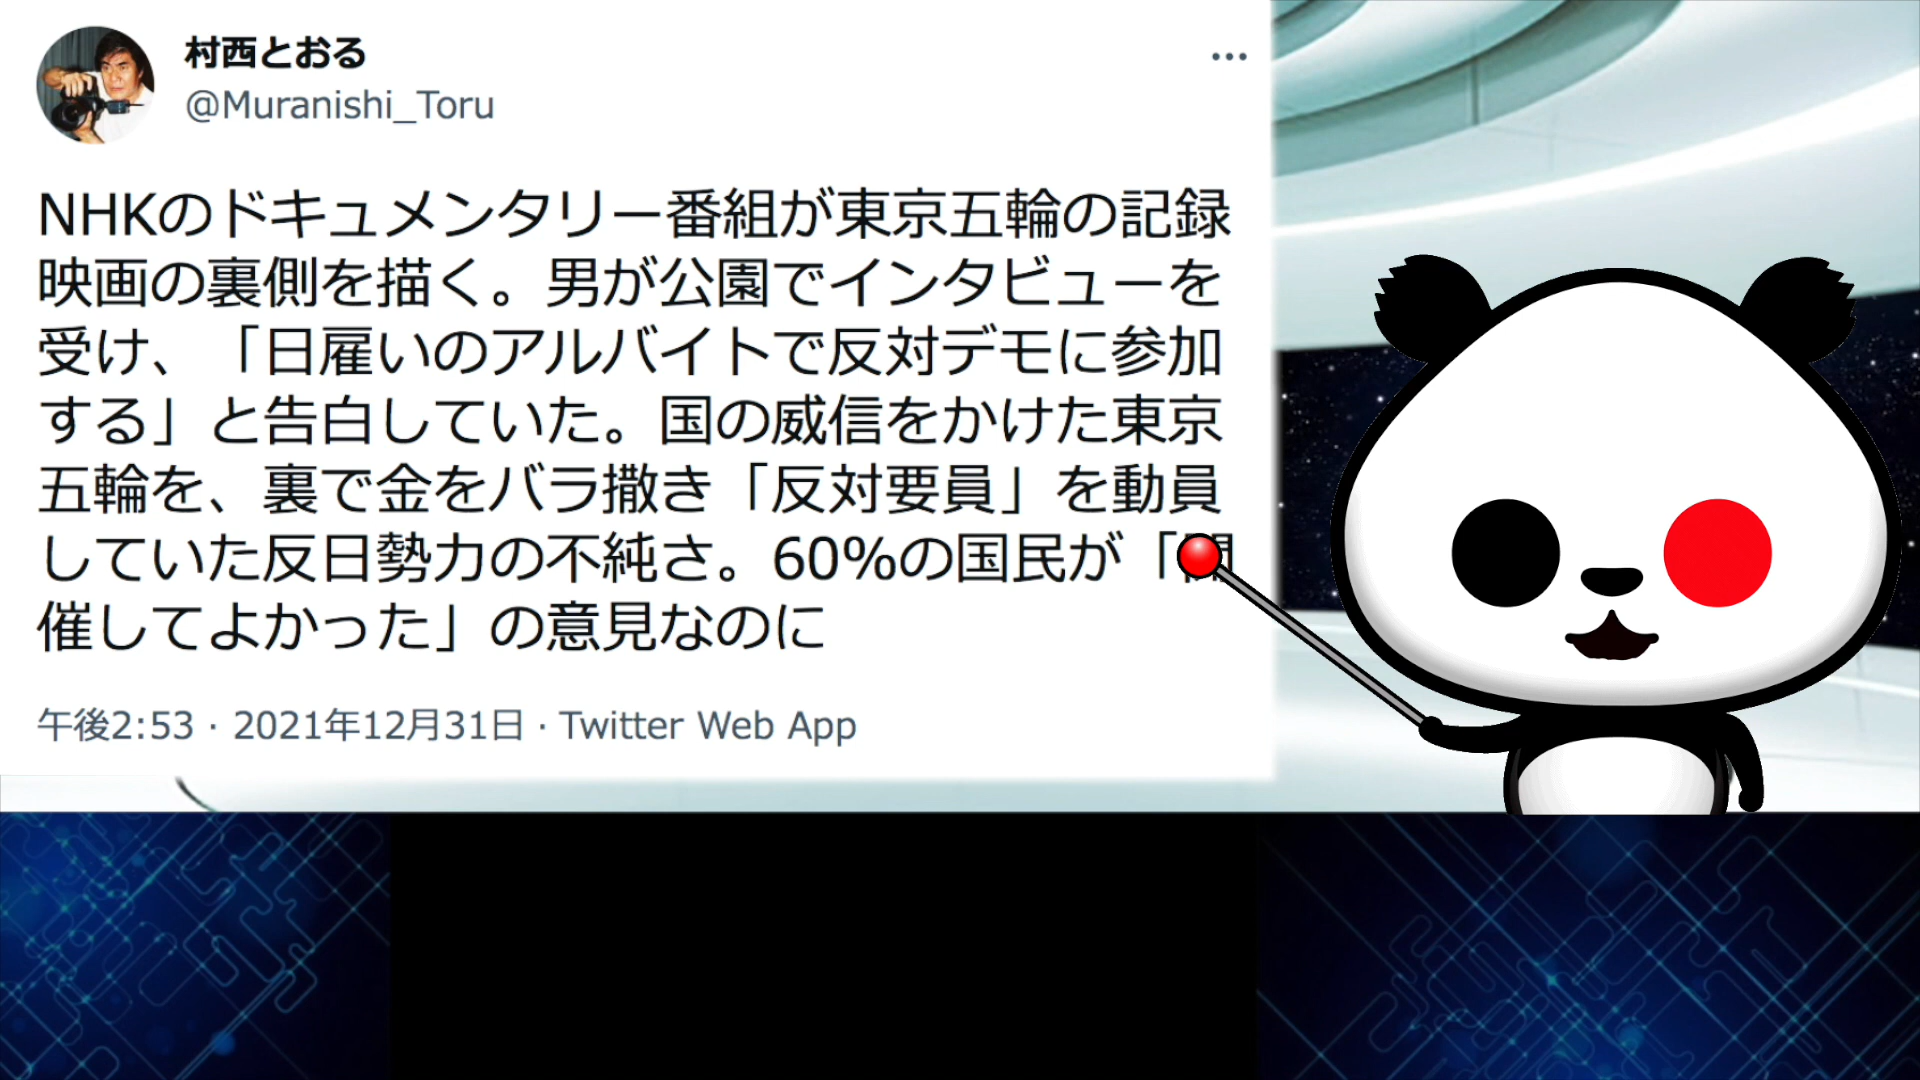 村西とおる
@Muranishi_Toru
NHKのドキュメンタリー番組が東京五輪の記録
映画の裏側を描く。男が公園でインタビューを
受け、「日雇いのアルバイトで反対デモに参加
する」と告白していた。国の威信をかけた東京
五輪を、裏で金をバラ撒き「反対要員」を動員
していた反日勢力の不純さ。60%の国民が「開
催してよかった」の意見なのに
午後2:53 · 2021年12月31日 · Twitter Web App